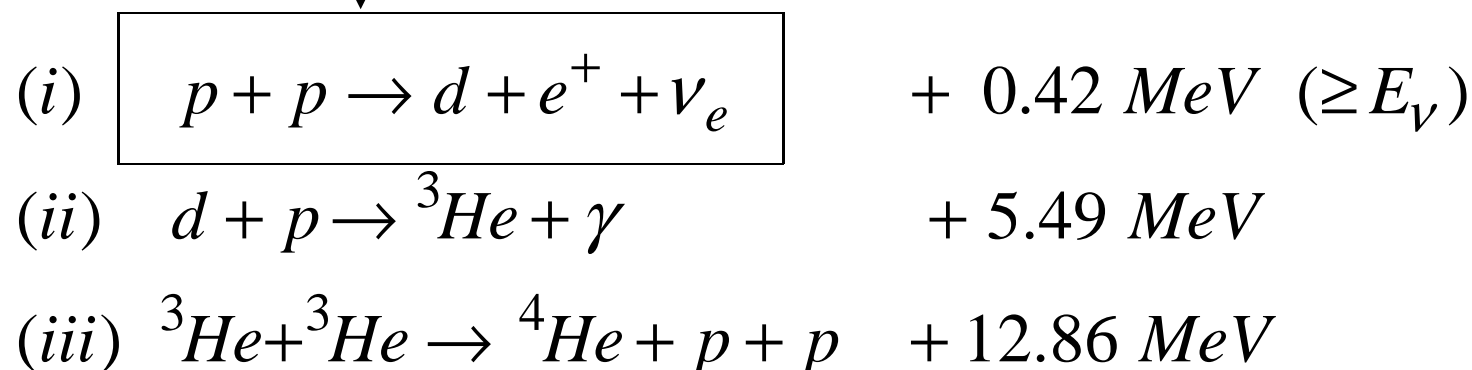 (i) p + p → d + e⁺ + νₑ + 0.42 MeV (≥ E_ν)
(ii) d + p → ³He + γ + 5.49 MeV
(iii) ³He+³He → ⁴He + p + p + 12.86 MeV